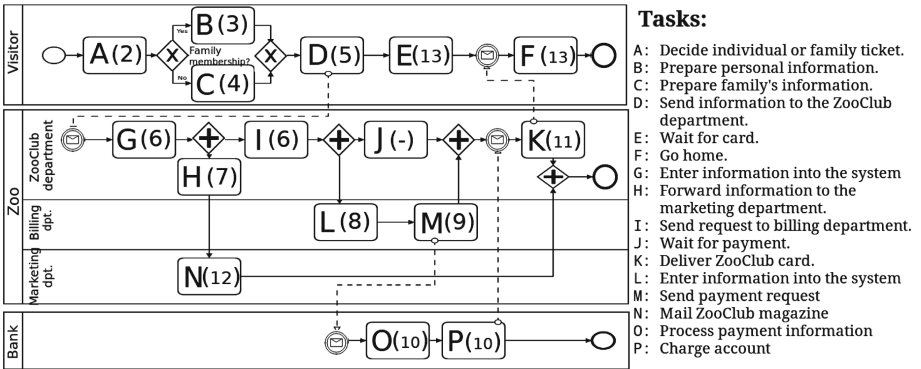 Tasks:
Visitor
A(2)
Yes
B(3)
Family
membership?
No
C(4)
D(5)
E(13)
F(13)
Zoo
ZooClub
department
G(6)
H(7)
I(6)
J(-)
K(11)
Billing
dpt.
L(8)
M(9)
Marketing
dpt.
N(12)
Bank
O(10)
P(10)
A: Decide individual or family ticket.
B: Prepare personal information.
C: Prepare family's information.
D: Send information to the ZooClub
department.
E: Wait for card.
F: Go home.
G: Enter information into the system
H: Forward information to the
marketing department.
I: Send request to billing department.
J: Wait for payment.
K: Deliver ZooClub card.
L: Enter information into the system
M: Send payment request
N: Mail ZooClub magazine
O: Process payment information
P: Charge account